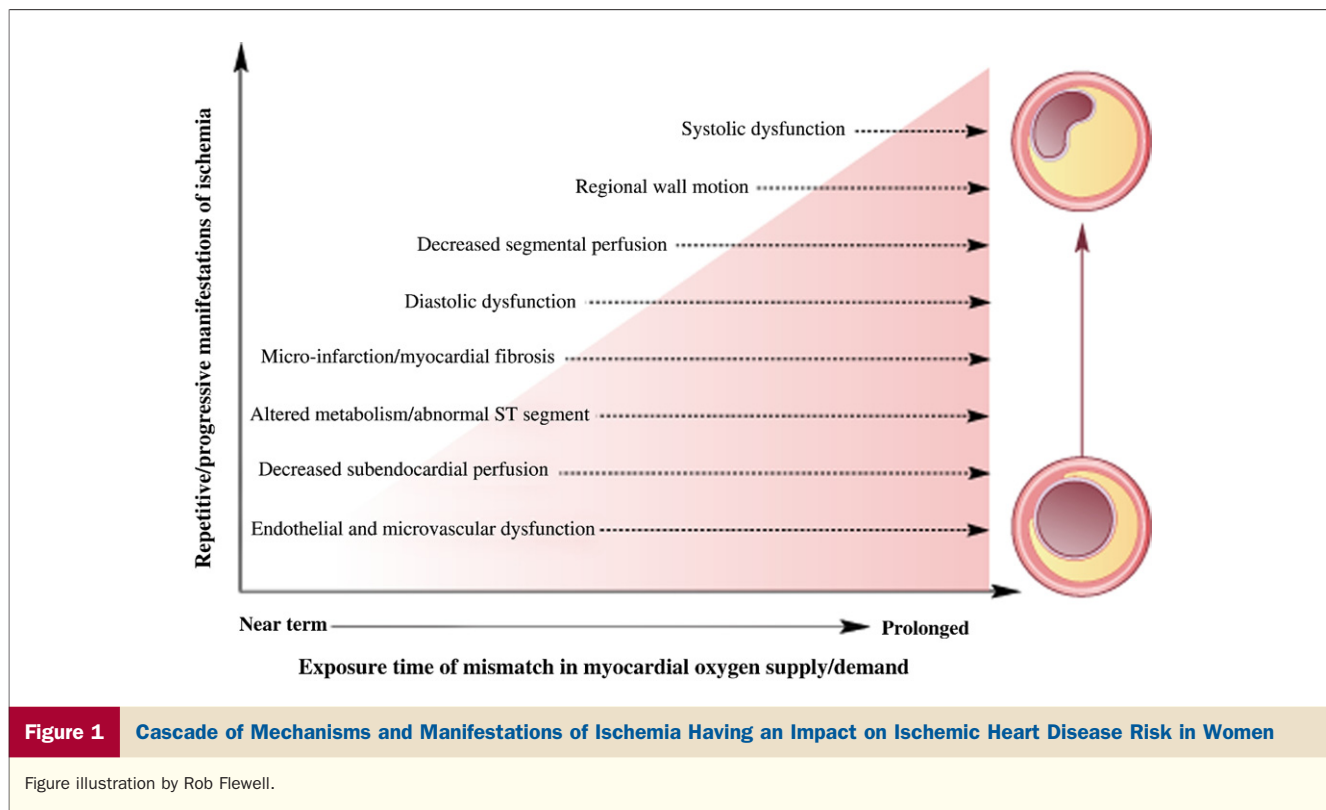 Repetitive/progressive manifestations of ischemia
Systolic dysfunction
Regional wall motion
Decreased segmental perfusion
Diastolic dysfunction
Micro-infarction/myocardial fibrosis
Altered metabolism/abnormal ST segment
Decreased subendocardial perfusion
Endothelial and microvascular dysfunction
Near term
Prolonged
Exposure time of mismatch in myocardial oxygen supply/demand
Figure 1 Cascade of Mechanisms and Manifestations of Ischemia Having an Impact on Ischemic Heart Disease Risk in Women
Figure illustration by Rob Flewell.